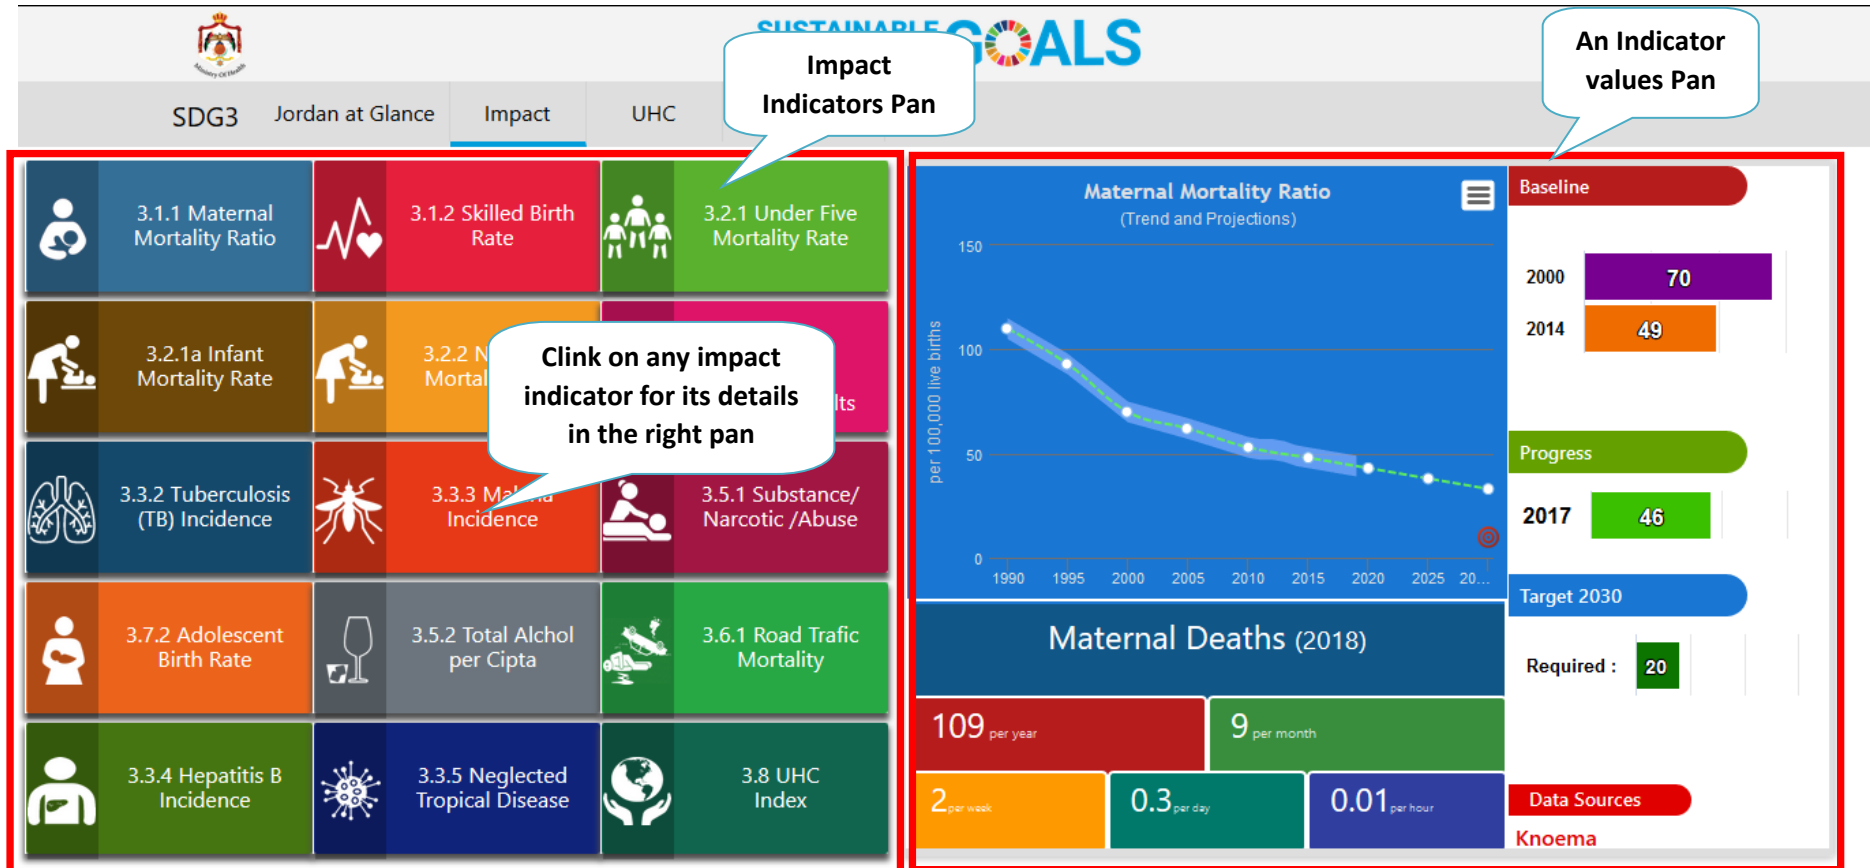 SUSTAINABLE GOALS
Ministry Of Health
Impact
Indicators Pan
An Indicator
values Pan
SDG3
Jordan at Glance
Impact
UHC
3.1.1 Maternal
Mortality Ratio
3.1.2 Skilled Birth
Rate
3.2.1 Under Five
Mortality Rate
3.2.1a Infant
Mortality Rate
3.2.2 N
Mortal
lts
Clink on any impact
indicator for its details
in the right pan
3.3.2 Tuberculosis
(TB) Incidence
3.3.3 Malaria
Incidence
3.5.1 Substance/
Narcotic /Abuse
3.7.2 Adolescent
Birth Rate
3.5.2 Total Alchol
per Cipta
3.6.1 Road Trafic
Mortality
3.3.4 Hepatitis B
Incidence
3.3.5 Neglected
Tropical Disease
3.8 UHC
Index
Maternal Mortality Ratio
(Trend and Projections)
per 100,000 live births
150
100
50
0
1990 1995 2000 2005 2010 2015 2020 2025 20...
Maternal Deaths (2018)
109 per year
9 per month
2 per week
0.3 per day
0.01 per hour
Baseline
2000 70
2014 49
Progress
2017 46
Target 2030
Required : 20
Data Sources
Knoema